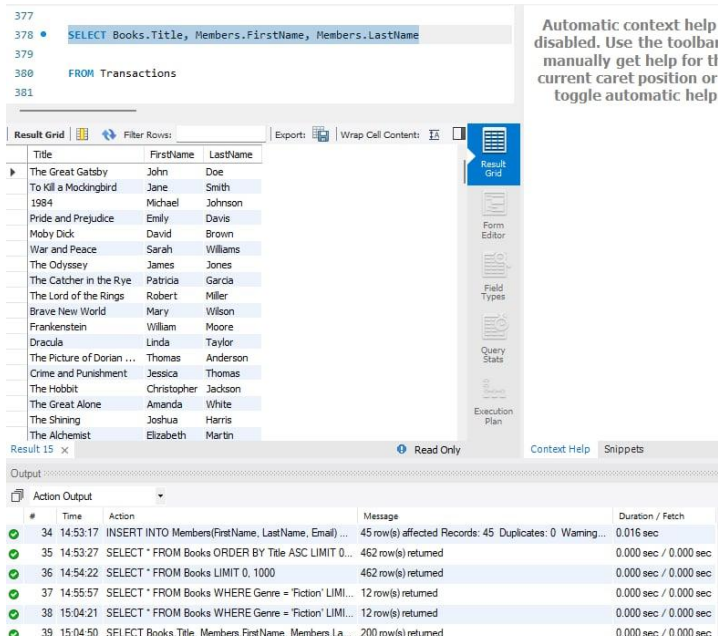 377
378 SELECT Books.Title, Members.FirstName, Members.LastName
379
380 FROM Transactions
381
Automatic context help
disabled. Use the toolbar
manually get help for th
current caret position or
toggle automatic help
Result Grid Filter Rows: Export: Wrap Cell Content:
Title FirstName LastName
The Great Gatsby John Doe
To Kill a Mockingbird Jane Smith
1984 Michael Johnson
Pride and Prejudice Emily Davis
Moby Dick David Brown
War and Peace Sarah Williams
The Odyssey James Jones
The Catcher in the Rye Patricia Garcia
The Lord of the Rings Robert Miller
Brave New World Mary Wilson
Frankenstein William Moore
Dracula Linda Taylor
The Picture of Dorian ... Thomas Anderson
Crime and Punishment Jessica Thomas
The Hobbit Christopher Jackson
The Great Alone Amanda White
The Shining Joshua Harris
The Alchemist Elizabeth Martin
Result
Grid
Form
Editor
Field
Types
Query
Stats
Execution
Plan
Result 15 × Read Only Context Help Snippets
Output
Action Output
# Time Action Message Duration / Fetch
34 14:53:17 INSERT INTO Members(FirstName, LastName, Email) ... 45 row(s) affected Records: 45 Duplicates: 0 Warning... 0.016 sec
35 14:53:27 SELECT * FROM Books ORDER BY Title ASC LIMIT 0... 462 row(s) returned 0.000 sec / 0.000 sec
36 14:54:22 SELECT * FROM Books LIMIT 0, 1000 462 row(s) returned 0.000 sec / 0.000 sec
37 14:55:57 SELECT * FROM Books WHERE Genre = 'Fiction' LIMI... 12 row(s) returned 0.000 sec / 0.000 sec
38 15:04:21 SELECT * FROM Books WHERE Genre = 'Fiction' LIMI... 12 row(s) returned 0.000 sec / 0.000 sec
39 15:04:50 SELECT Books.Title, Members.FirstName, Members.La... 200 row(s) returned 0.000 sec / 0.000 sec